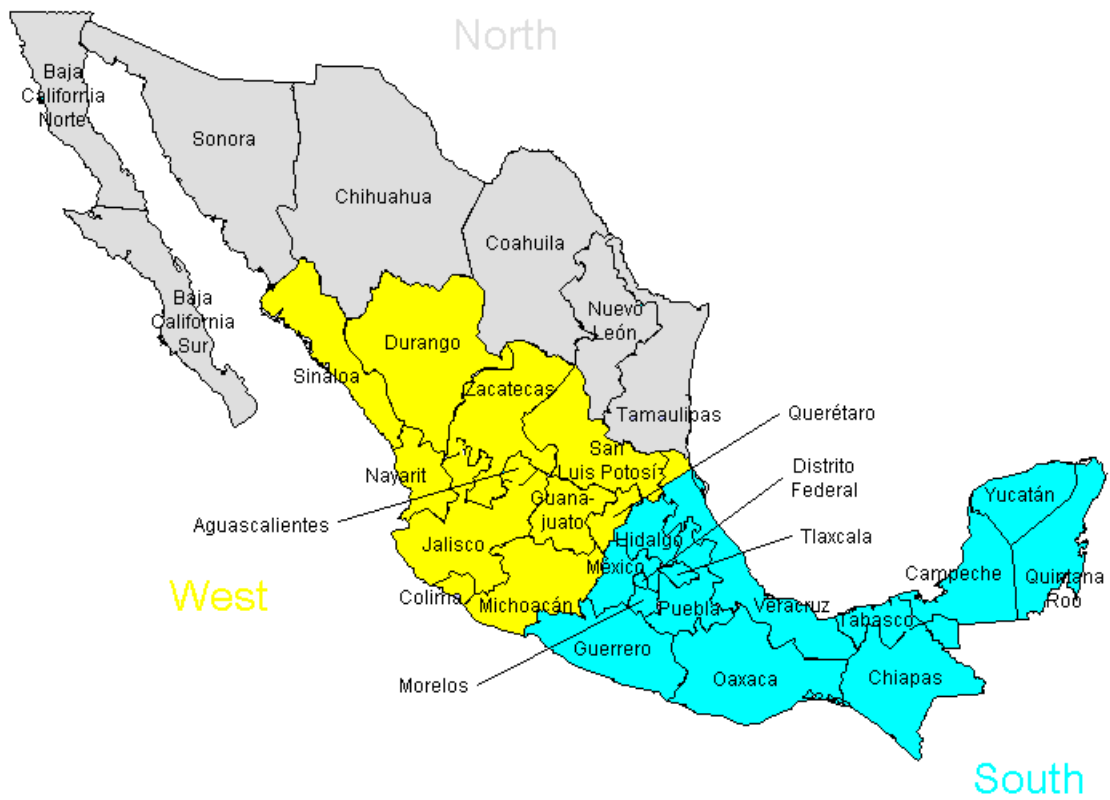 North
Baja
California
Norte
Sonora
Chihuahua
Coahuila
Baja
California
Sur
Nuevo
León
Durango
Sinaloa
Zacatecas
Tamaulipas
Querétaro
San
Luis Potosí
Nayarit
Distrito
Federal
Yucatán
Guana-
juato
Aguascalientes
Hidalgo
Tlaxcala
Jalisco
México
Campeche
Quintana
Roo
West
Colima
Michoacán
Puebla
Veracruz
Tabasco
Guerrero
Morelos
Oaxaca
Chiapas
South